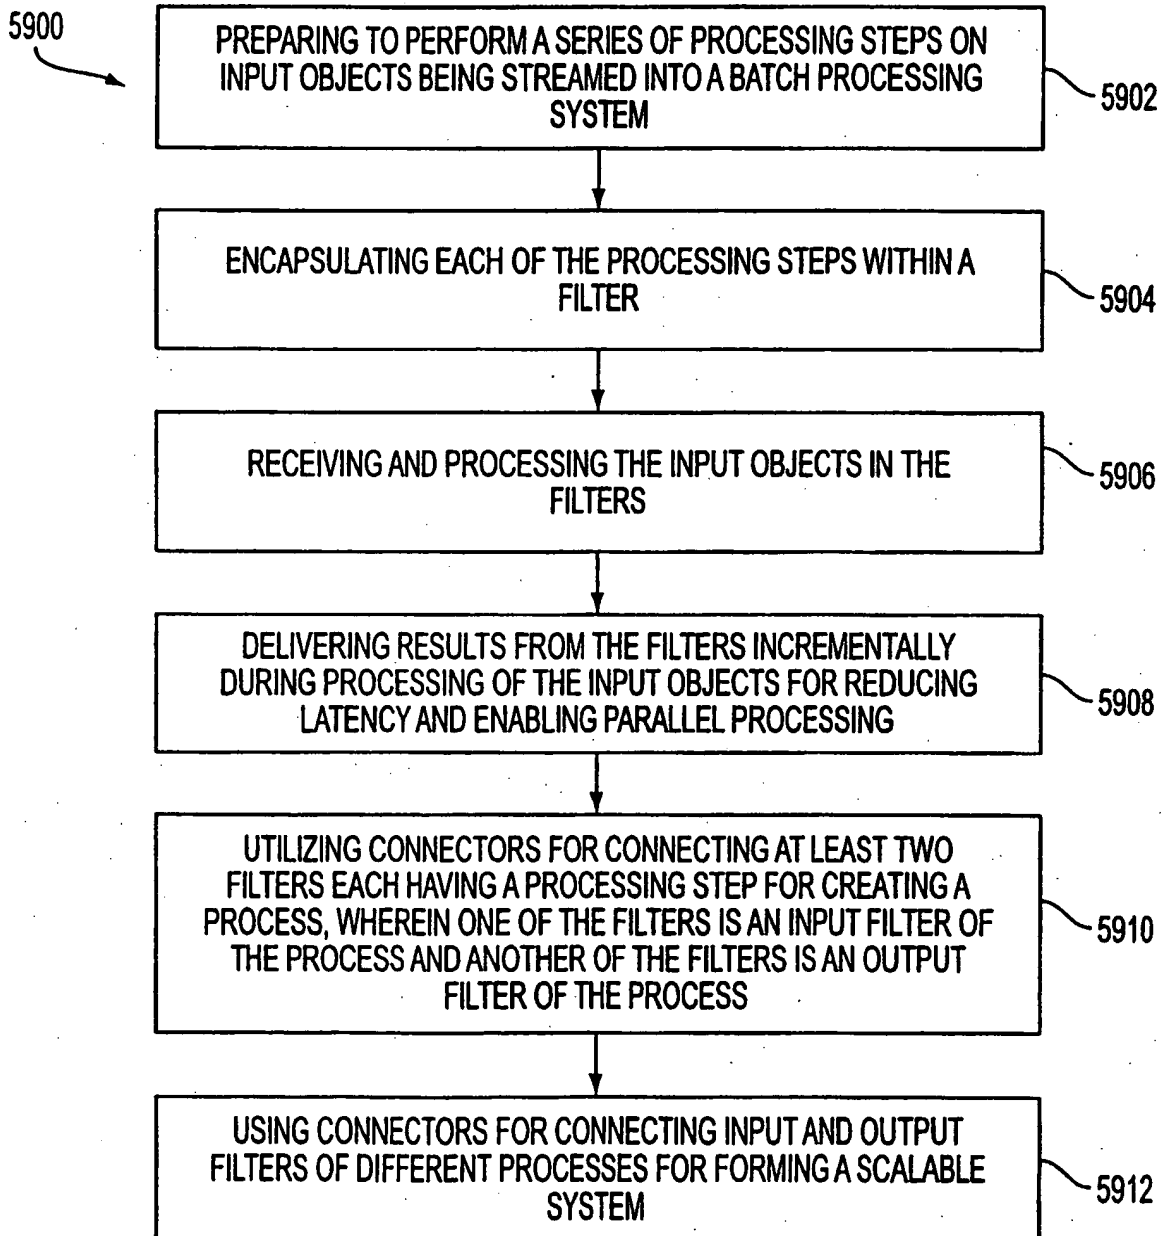 5900
PREPARING TO PERFORM A SERIES OF PROCESSING STEPS ON
INPUT OBJECTS BEING STREAMED INTO A BATCH PROCESSING
SYSTEM
5902
ENCAPSULATING EACH OF THE PROCESSING STEPS WITHIN A
FILTER
5904
RECEIVING AND PROCESSING THE INPUT OBJECTS IN THE
FILTERS
5906
DELIVERING RESULTS FROM THE FILTERS INCREMENTALLY
DURING PROCESSING OF THE INPUT OBJECTS FOR REDUCING
LATENCY AND ENABLING PARALLEL PROCESSING
5908
UTILIZING CONNECTORS FOR CONNECTING AT LEAST TWO
FILTERS EACH HAVING A PROCESSING STEP FOR CREATING A
PROCESS, WHEREIN ONE OF THE FILTERS IS AN INPUT FILTER OF
THE PROCESS AND ANOTHER OF THE FILTERS IS AN OUTPUT
FILTER OF THE PROCESS
5910
USING CONNECTORS FOR CONNECTING INPUT AND OUTPUT
FILTERS OF DIFFERENT PROCESSES FOR FORMING A SCALABLE
SYSTEM
5912